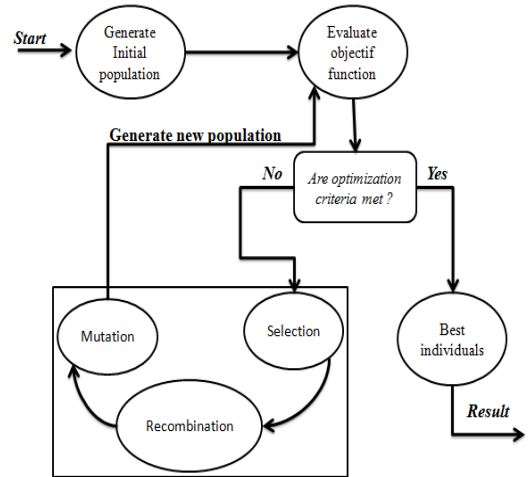 Start
Generate
Initial
population
Evaluate
objectif
function
Generate new population
No
Are optimization
criteria met ?
Yes
Mutation
Selection
Best
individuals
Recombination
Result